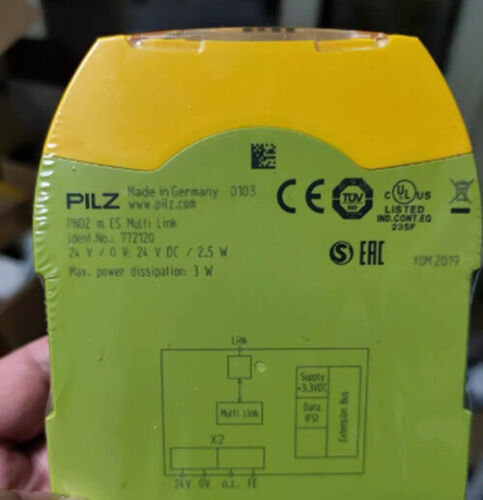 PILZ Made in Germany 0103
www.pilz.com
PNOZ m ES Multi Link
Ident.No.: 772120
24 V / 0 V: 24 V DC / 2,5 W
Max. power dissipation: 3 W
CE
TÜV
C UL US
LISTED
IND.CONT.EQ
235F
S EAC
YOM 2019
Link
Multi Link
X2
24V 0V n.c. FE
Supply
=3.3VDC
Data
(FS)
Extension Bus